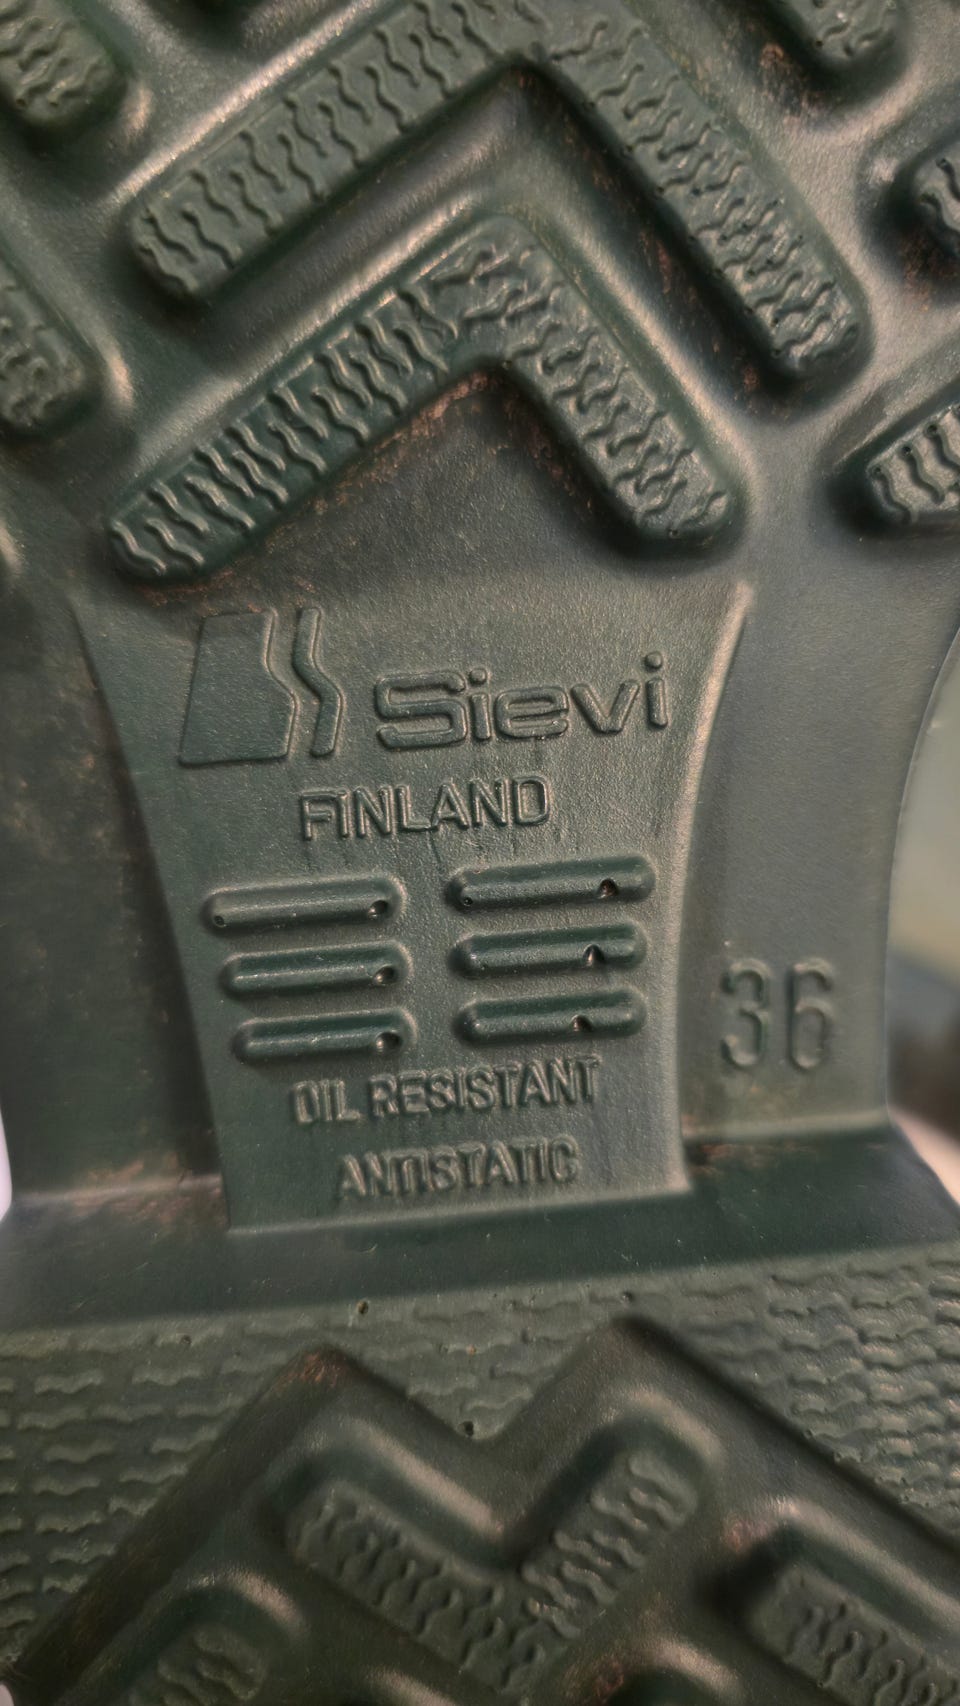 Sievi
FINLAND
36
OIL RESISTANT
ANTISTATIC